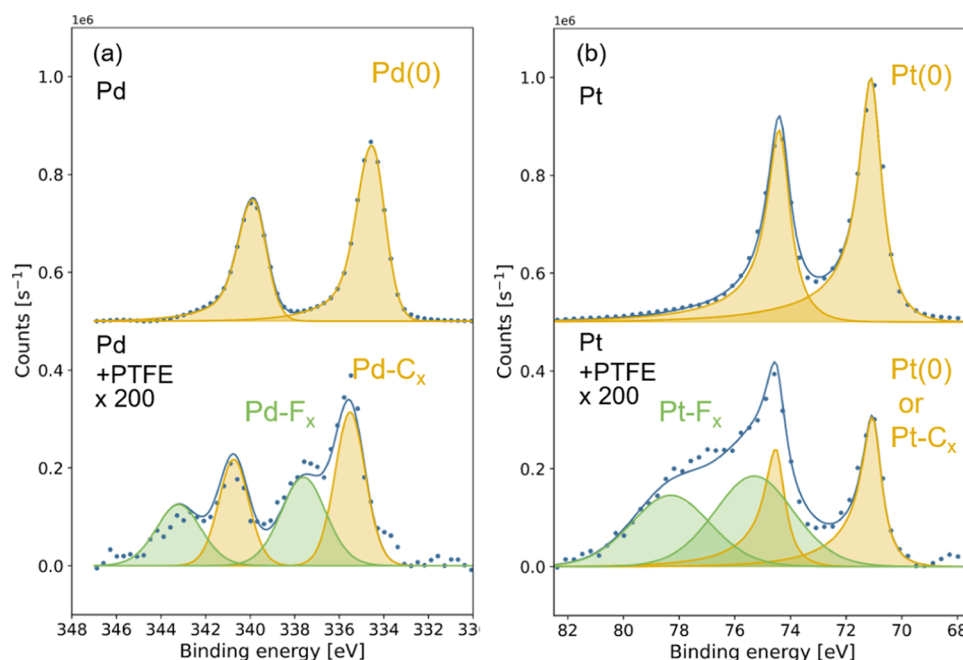 1e6
(a)
Pd
Pd(0)
Pd
+PTFE
x 200
Pd-Fₓ
Pd-Cₓ
1.0
0.8
0.6
0.4
0.2
0.0
Counts [s⁻¹]
348 346 344 342 340 338 336 334 332 330
Binding energy [eV]
1e6
(b)
Pt
Pt(0)
Pt
+PTFE
x 200
Pt-Fₓ
Pt(0)
or
Pt-Cₓ
1.0
0.8
0.6
0.4
0.2
0.0
Counts [s⁻¹]
82 80 78 76 74 72 70 68
Binding energy [eV]